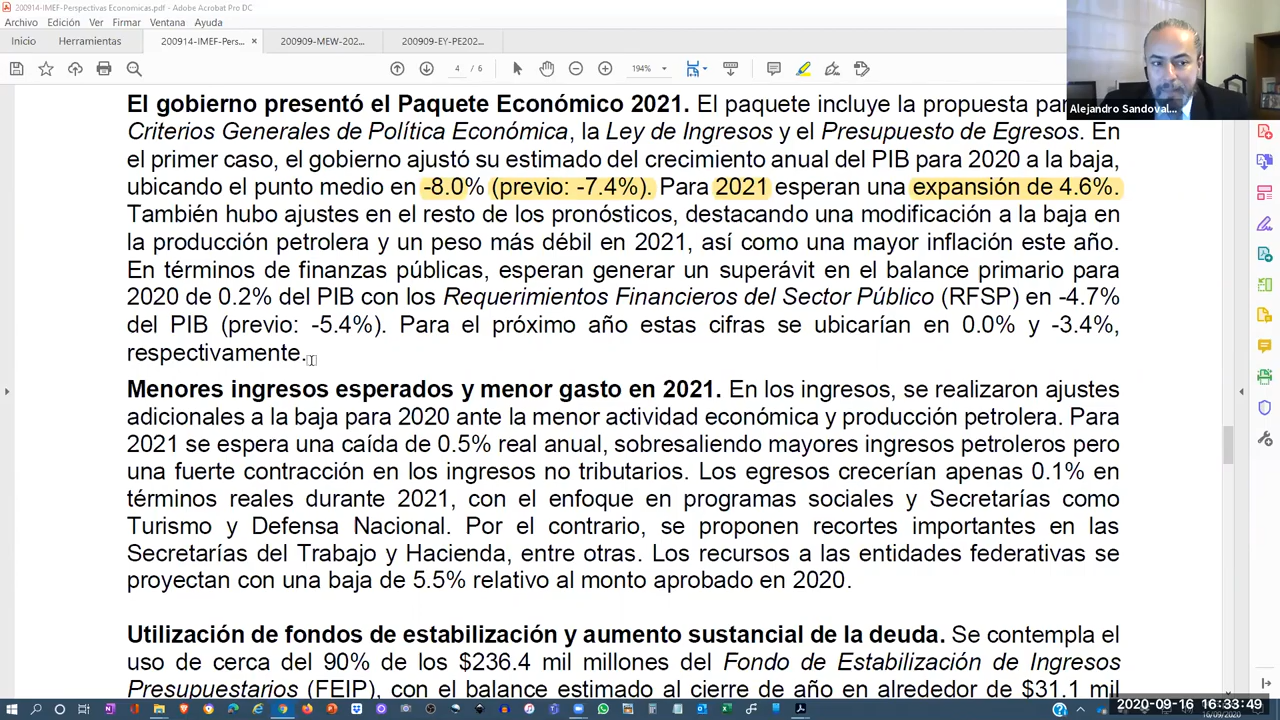 200914-IMEF-Perspectivas Economicas.pdf - Adobe Acrobat Pro DC
Archivo Edición Ver Firmar Ventana Ayuda
Inicio Herramientas 200914-IMEF-Pers... × 200909-MEW-202... 200909-EY-PE202...
4 / 6 194%
Alejandro Sandoval...
El gobierno presentó el Paquete Económico 2021. El paquete incluye la propuesta par
Criterios Generales de Política Económica, la Ley de Ingresos y el Presupuesto de Egresos. En
el primer caso, el gobierno ajustó su estimado del crecimiento anual del PIB para 2020 a la baja,
ubicando el punto medio en -8.0% (previo: -7.4%). Para 2021 esperan una expansión de 4.6%.
También hubo ajustes en el resto de los pronósticos, destacando una modificación a la baja en
la producción petrolera y un peso más débil en 2021, así como una mayor inflación este año.
En términos de finanzas públicas, esperan generar un superávit en el balance primario para
2020 de 0.2% del PIB con los Requerimientos Financieros del Sector Público (RFSP) en -4.7%
del PIB (previo: -5.4%). Para el próximo año estas cifras se ubicarían en 0.0% y -3.4%,
respectivamente.
Menores ingresos esperados y menor gasto en 2021. En los ingresos, se realizaron ajustes
adicionales a la baja para 2020 ante la menor actividad económica y producción petrolera. Para
2021 se espera una caída de 0.5% real anual, sobresaliendo mayores ingresos petroleros pero
una fuerte contracción en los ingresos no tributarios. Los egresos crecerían apenas 0.1% en
términos reales durante 2021, con el enfoque en programas sociales y Secretarías como
Turismo y Defensa Nacional. Por el contrario, se proponen recortes importantes en las
Secretarías del Trabajo y Hacienda, entre otras. Los recursos a las entidades federativas se
proyectan con una baja de 5.5% relativo al monto aprobado en 2020.
Utilización de fondos de estabilización y aumento sustancial de la deuda. Se contempla el
uso de cerca del 90% de los $236.4 mil millones del Fondo de Estabilización de Ingresos
Presupuestarios (FEIP), con el balance estimado al cierre de año en alrededor de $31.1 mil
2020-09-16 16:33:49
16/09/2020